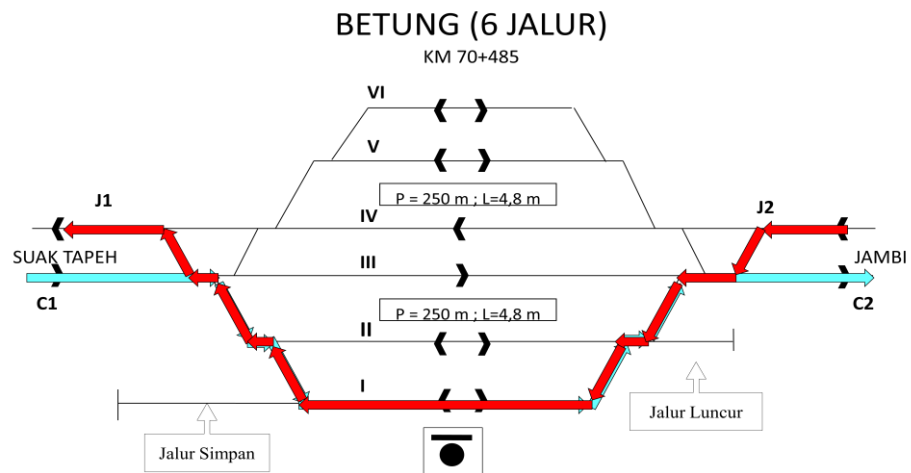 BETUNG (6 JALUR)
KM 70+485
VI
V
P = 250 m ; L=4,8 m
J1
IV
J2
SUAK TAPEH
III
JAMBI
C1
C2
P = 250 m ; L=4,8 m
II
I
Jalur Luncur
Jalur Simpan